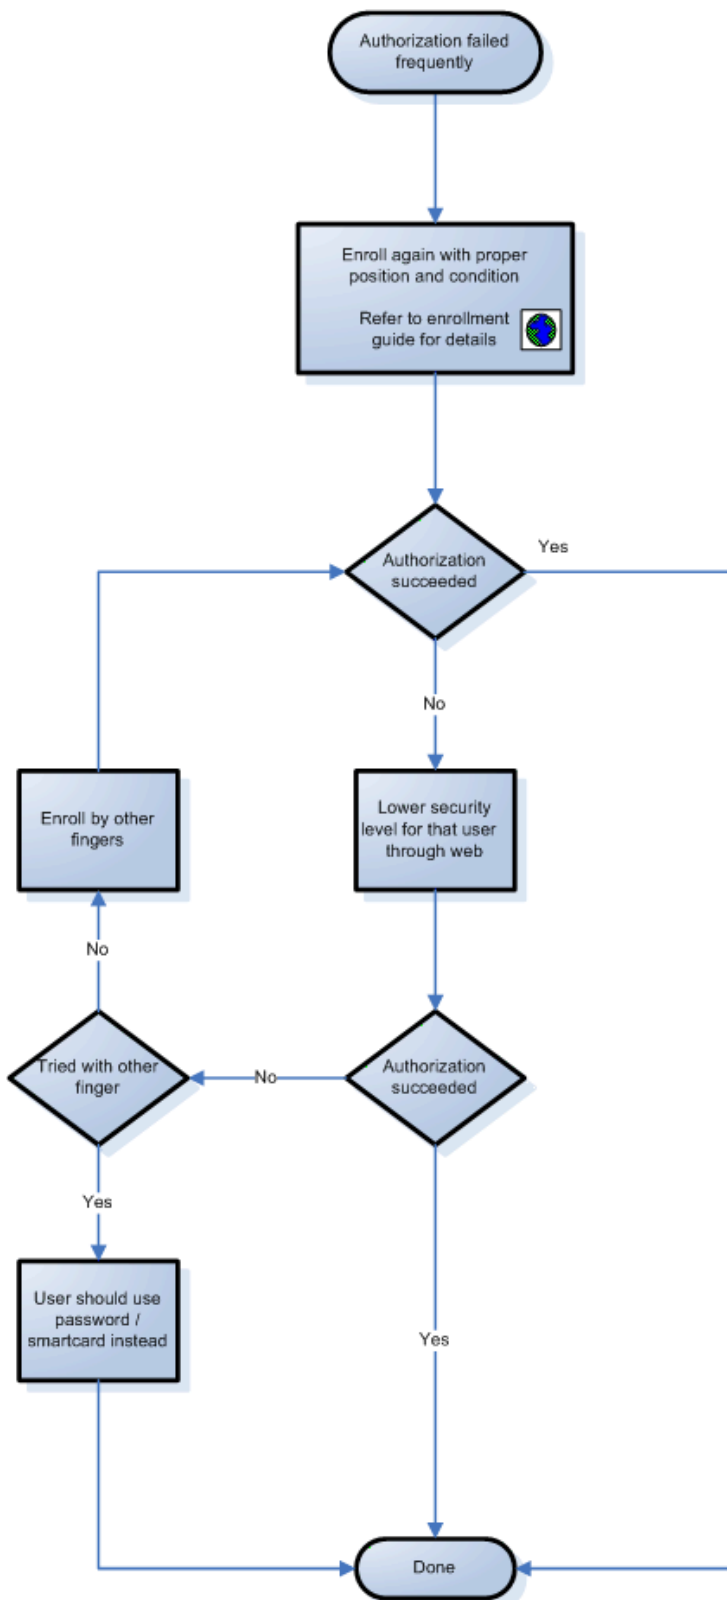 Authorization failed
frequently
Enroll again with proper
position and condition
Refer to enrollment
guide for details
Authorization
succeeded
Yes
No
Enroll by other
fingers
Lower security
level for that user
through web
No
Tried with other
finger
No
Authorization
succeeded
Yes
User should use
password /
smartcard instead
Yes
Done